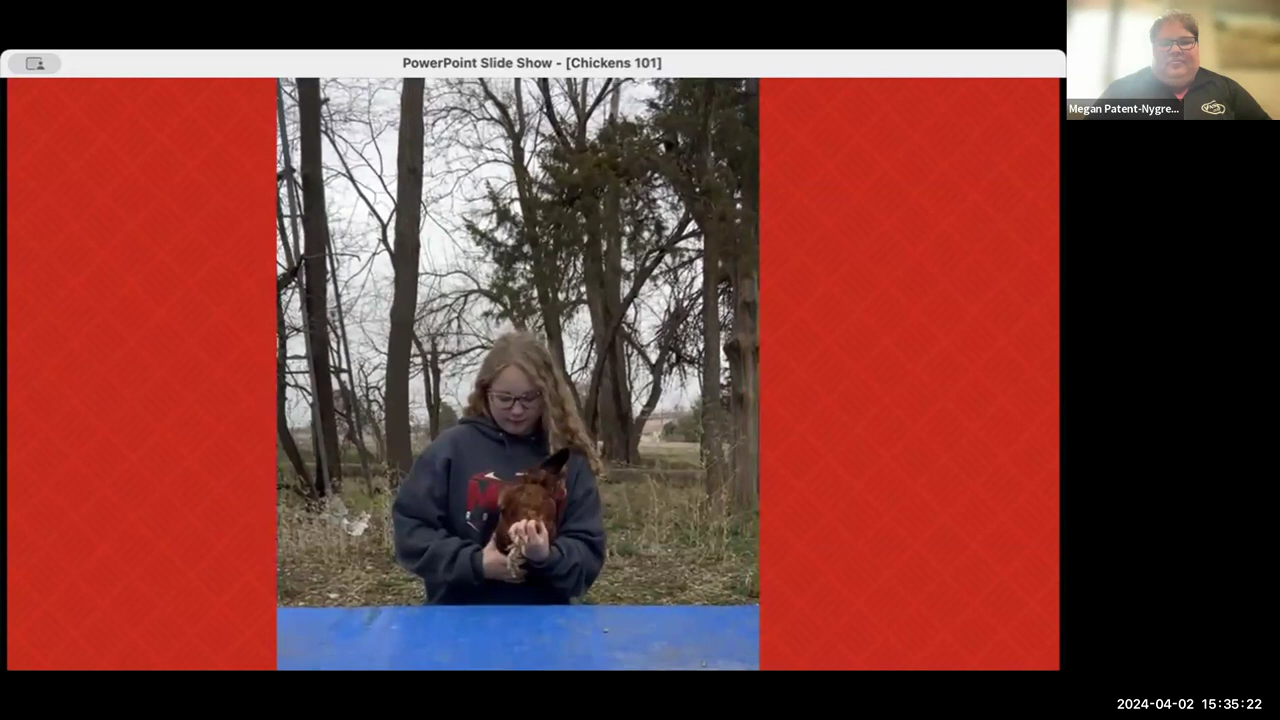 PowerPoint Slide Show - [Chickens 101]
Megan Patent-Nygre...
2024-04-02 15:35:22